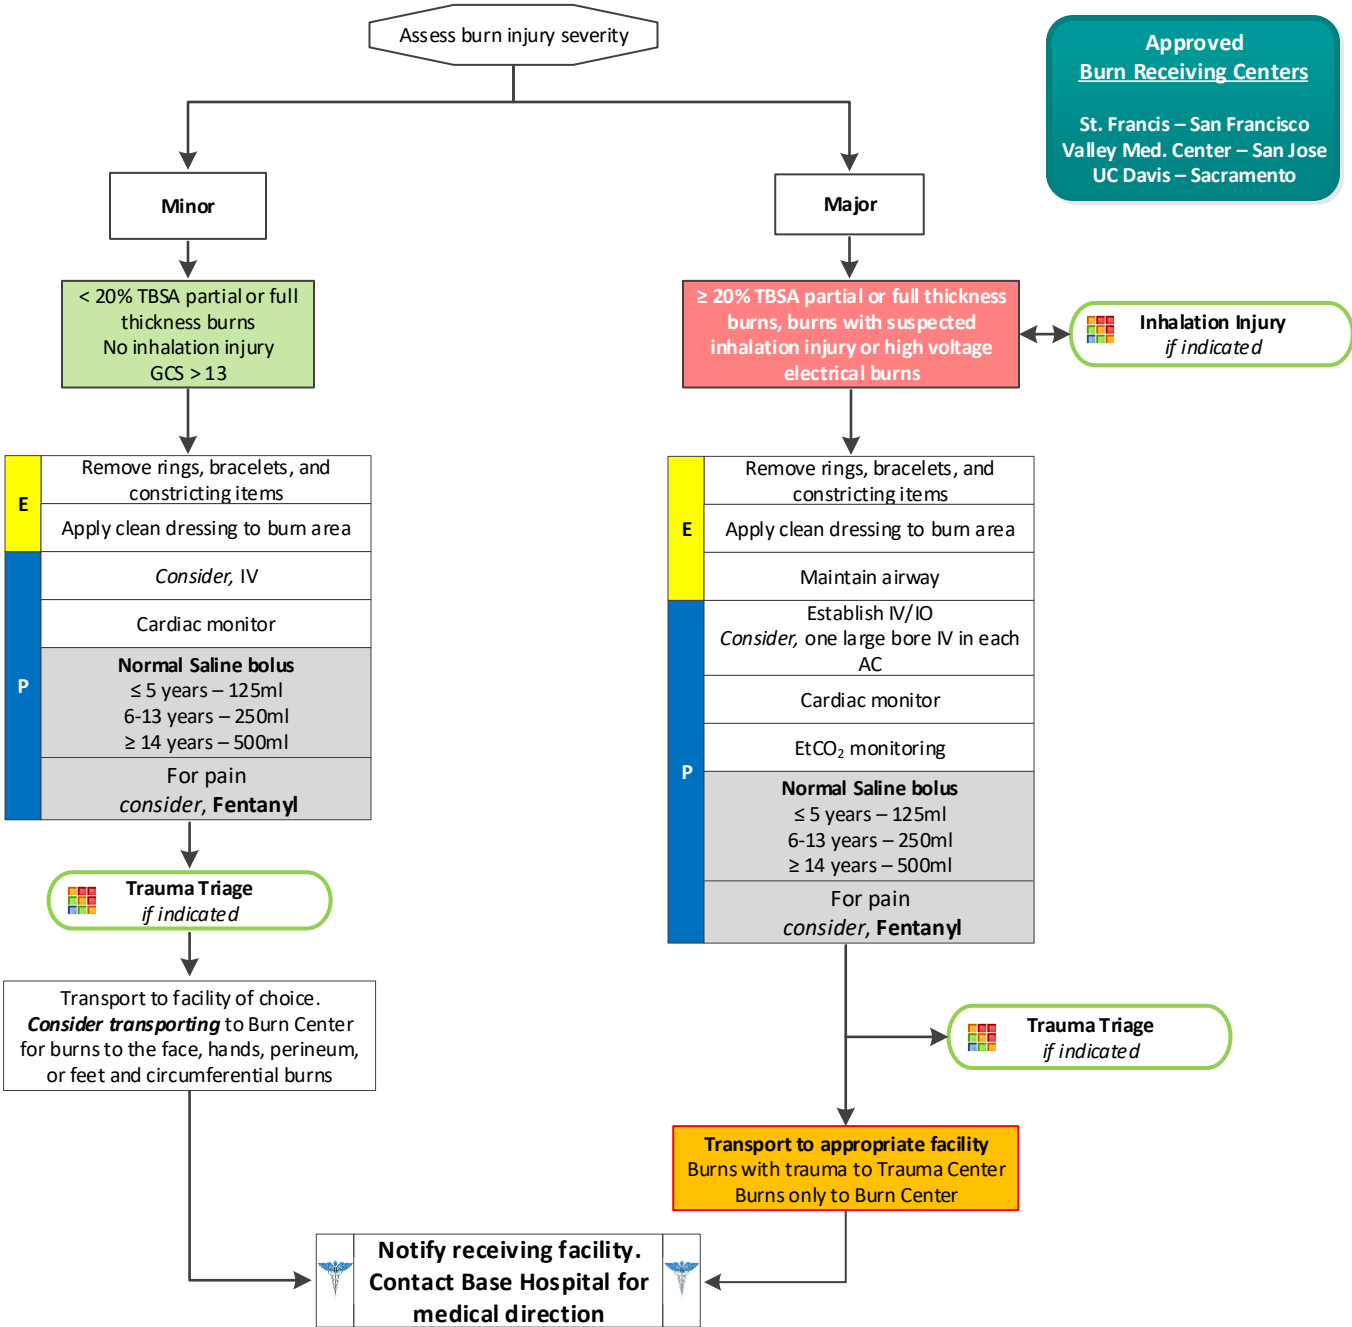 Assess burn injury severity
Approved
Burn Receiving Centers
St. Francis – San Francisco
Valley Med. Center – San Jose
UC Davis – Sacramento
Minor
Major
< 20% TBSA partial or full
thickness burns
No inhalation injury
GCS > 13
≥ 20% TBSA partial or full thickness
burns, burns with suspected
inhalation injury or high voltage
electrical burns
Inhalation Injury
if indicated
E
Remove rings, bracelets, and
constricting items
Apply clean dressing to burn area
P
Consider, IV
Cardiac monitor
Normal Saline bolus
≤ 5 years – 125ml
6-13 years – 250ml
≥ 14 years – 500ml
For pain
consider, Fentanyl
Trauma Triage
if indicated
Transport to facility of choice.
Consider transporting to Burn Center
for burns to the face, hands, perineum,
or feet and circumferential burns
E
Remove rings, bracelets, and
constricting items
Apply clean dressing to burn area
Maintain airway
P
Establish IV/IO
Consider, one large bore IV in each
AC
Cardiac monitor
EtCO₂ monitoring
Normal Saline bolus
≤ 5 years – 125ml
6-13 years – 250ml
≥ 14 years – 500ml
For pain
consider, Fentanyl
Trauma Triage
if indicated
Transport to appropriate facility
Burns with trauma to Trauma Center
Burns only to Burn Center
Notify receiving facility.
Contact Base Hospital for
medical direction